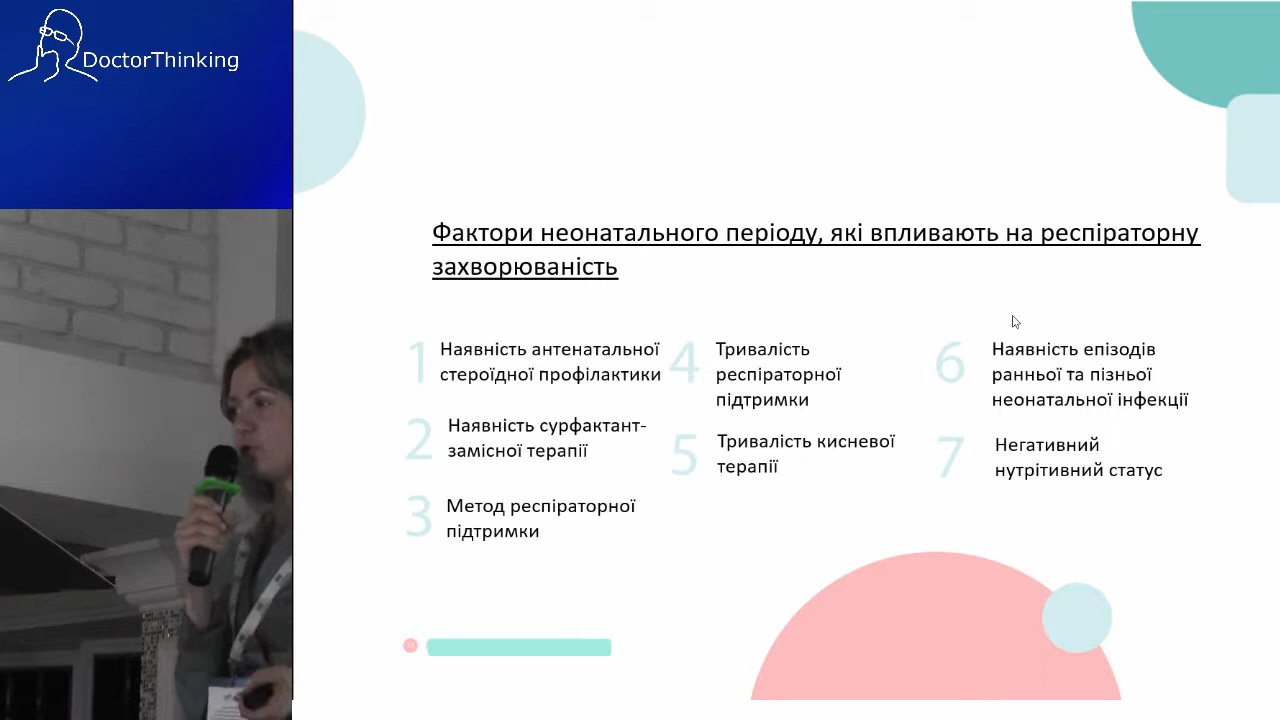 DoctorThinking
Фактори неонатального періоду, які впливають на респіраторну
захворюваність
1 Наявність антенатальної
стероїдної профілактики
2 Наявність сурфактант-
замісної терапії
3 Метод респіраторної
підтримки
4 Тривалість
респіраторної
підтримки
5 Тривалість кисневої
терапії
6 Наявність епізодів
ранньої та пізньої
неонатальної інфекції
7 Негативний
нутрітивний статус